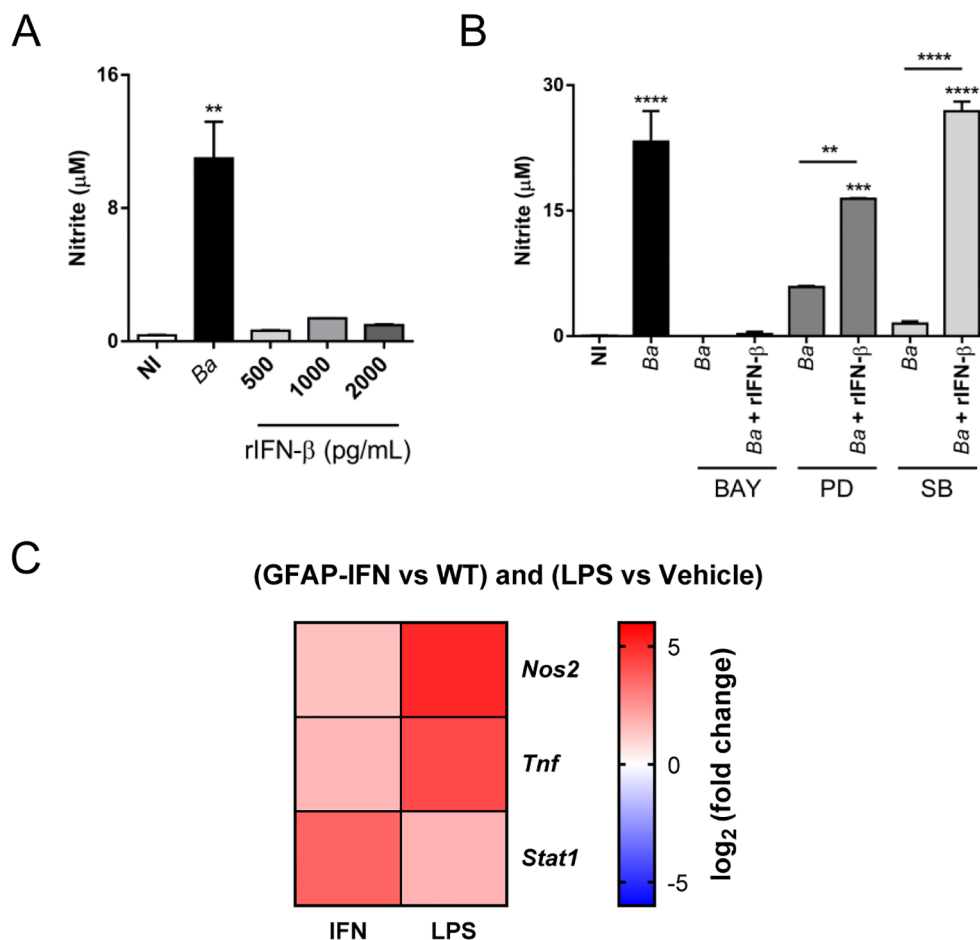 A
16
8
0
Nitrite (μM)
**
NI
Ba
500
1000
2000
rIFN-β (pg/mL)
B
30
15
0
Nitrite (μM)
****
**
***
****
****
NI
Ba
Ba
Ba + rIFN-β
Ba
Ba + rIFN-β
Ba
Ba + rIFN-β
BAY
PD
SB
C
(GFAP-IFN vs WT) and (LPS vs Vehicle)
Nos2
Tnf
Stat1
IFN
LPS
5
0
-5
log₂ (fold change)